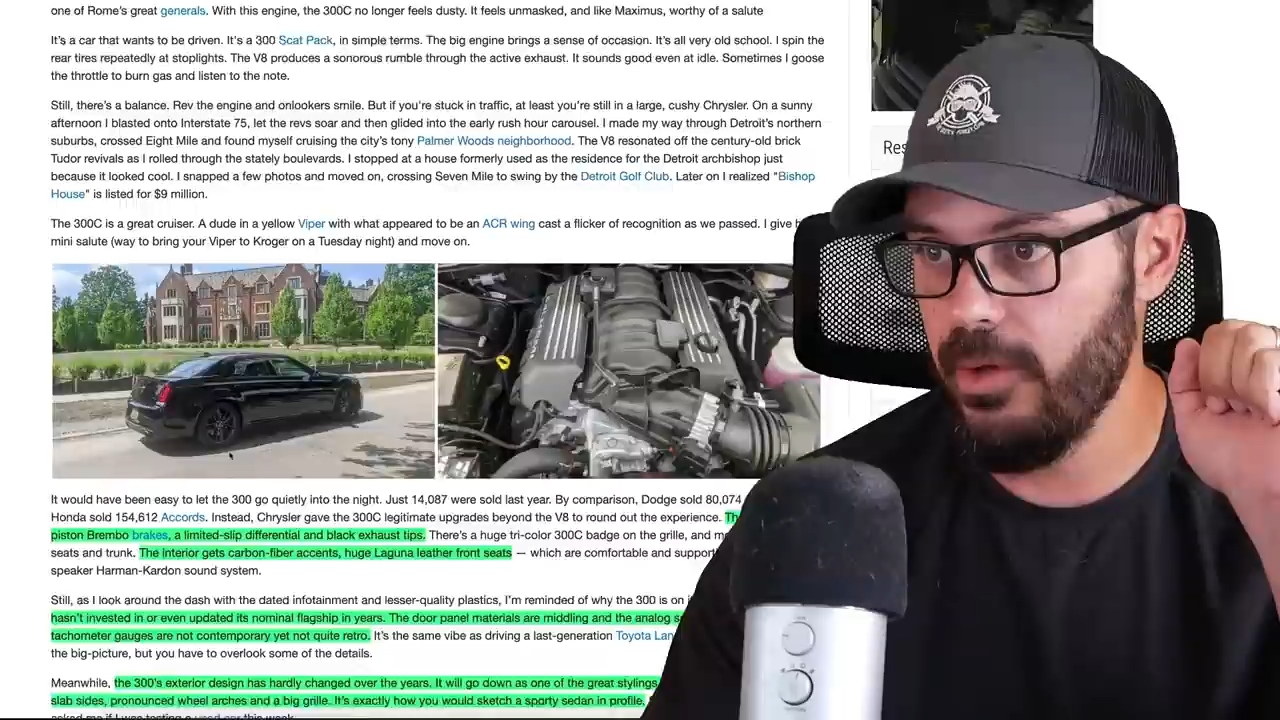 one of Rome's great generals. With this engine, the 300C no longer feels dusty. It feels unmasked, and like Maximus, worthy of a salute
It's a car that wants to be driven. It's a 300 Scat Pack, in simple terms. The big engine brings a sense of occasion. It's all very old school. I spin the
rear tires repeatedly at stoplights. The V8 produces a sonorous rumble through the active exhaust. It sounds good even at idle. Sometimes I goose
the throttle to burn gas and listen to the note.
Still, there's a balance. Rev the engine and onlookers smile. But if you're stuck in traffic, at least you're still in a large, cushy Chrysler. On a sunny
afternoon I blasted onto Interstate 75, let the revs soar and then glided into the early rush hour carousel. I made my way through Detroit's northern
suburbs, crossed Eight Mile and found myself cruising the city's tony Palmer Woods neighborhood. The V8 resonated off the century-old brick
Tudor revivals as I rolled through the stately boulevards. I stopped at a house formerly used as the residence for the Detroit archbishop just
because it looked cool. I snapped a few photos and moved on, crossing Seven Mile to swing by the Detroit Golf Club. Later on I realized "Bishop
House" is listed for $9 million.
The 300C is a great cruiser. A dude in a yellow Viper with what appeared to be an ACR wing cast a flicker of recognition as we passed. I give
mini salute (way to bring your Viper to Kroger on a Tuesday night) and move on.
It would have been easy to let the 300 go quietly into the night. Just 14,087 were sold last year. By comparison, Dodge sold 80,074
Honda sold 154,612 Accords. Instead, Chrysler gave the 300C legitimate upgrades beyond the V8 to round out the experience.
piston Brembo brakes, a limited-slip differential and black exhaust tips. There's a huge tri-color 300C badge on the grille, and
seats and trunk. The interior gets carbon-fiber accents, huge Laguna leather front seats — which are comfortable and
speaker Harman-Kardon sound system.
Still, as I look around the dash with the dated infotainment and lesser-quality plastics, I'm reminded of why the 300 is on
hasn't invested in or even updated its nominal flagship in years. The door panel materials are middling and the analog
tachometer gauges are not contemporary yet not quite retro. It's the same vibe as driving a last-generation Toyota
the big-picture, but you have to overlook some of the details.
Meanwhile, the 300's exterior design has hardly changed over the years. It will go down as one of the great stylings
slab sides, pronounced wheel arches and a big grille. It's exactly how you would sketch a sporty sedan in profile.
asked me if I was testing a used car this week.